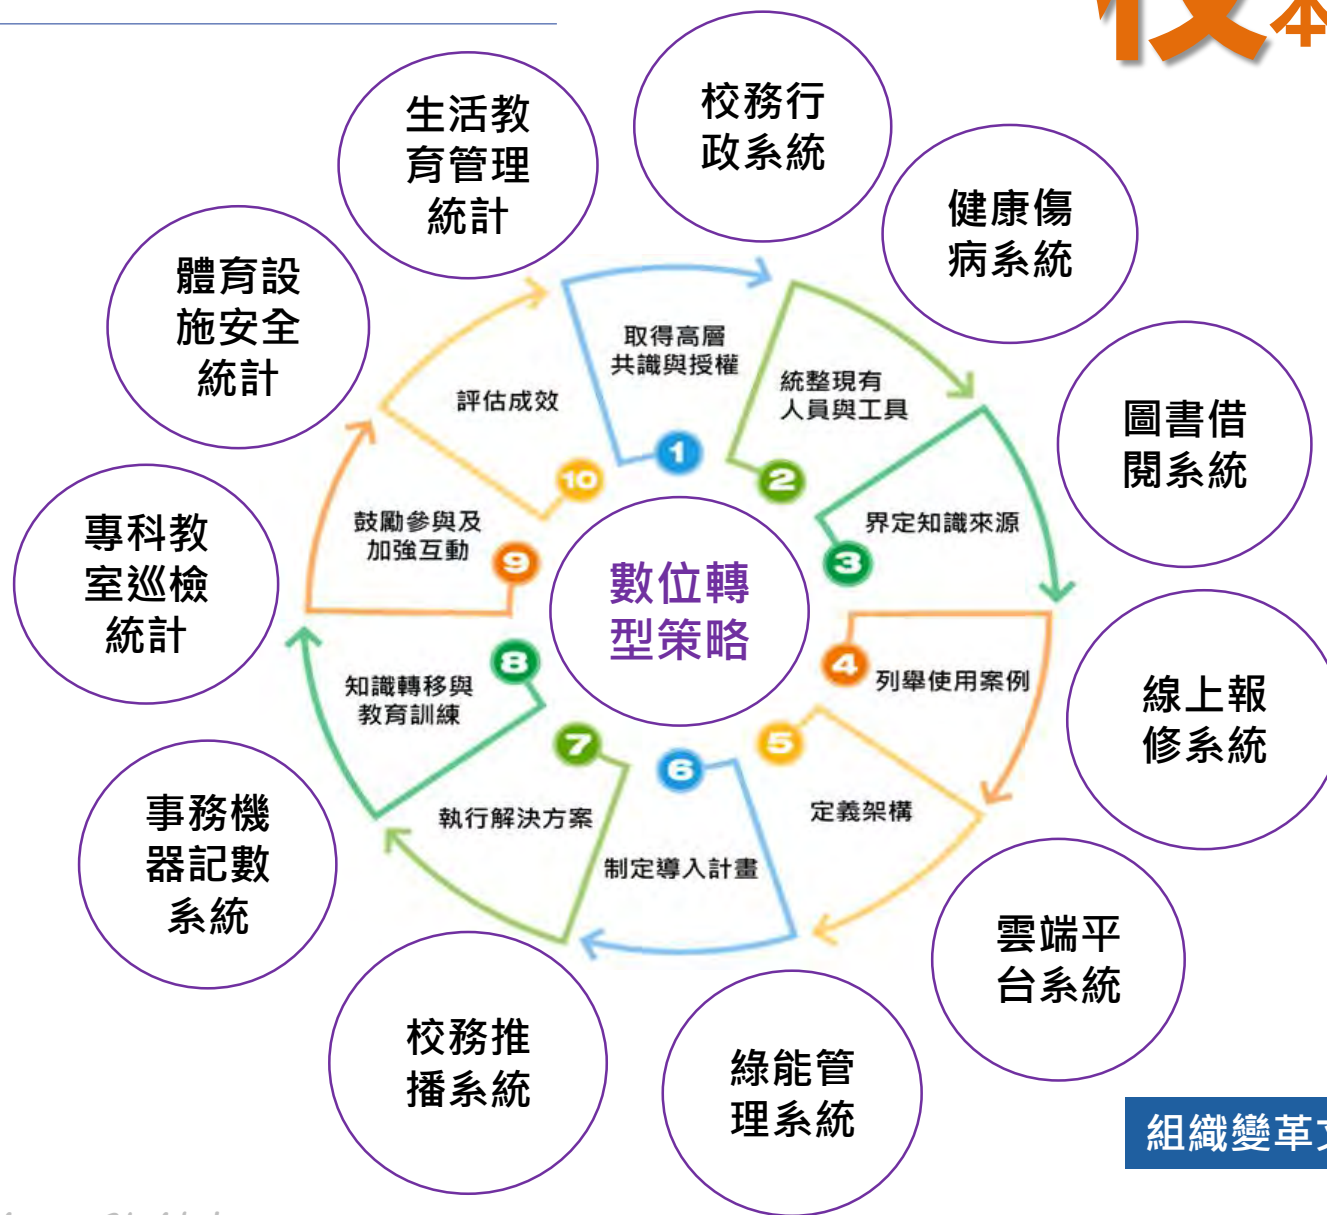 校本
生活教
育管理
統計
校務行
政系統
健康傷
病系統
圖書借
閱系統
線上報
修系統
雲端平
台系統
綠能管
理系統
校務推
播系統
事務機
器記數
系統
專科教
室巡檢
統計
體育設
施安全
統計
取得高層
共識與授權
1
統整現有
人員與工具
2
界定知識來源
3
4
列舉使用案例
5
定義架構
6
制定導入計畫
7
執行解決方案
8
知識轉移與
教育訓練
鼓勵參與及
加強互動
9
評估成效
10
數位轉
型策略
組織變革